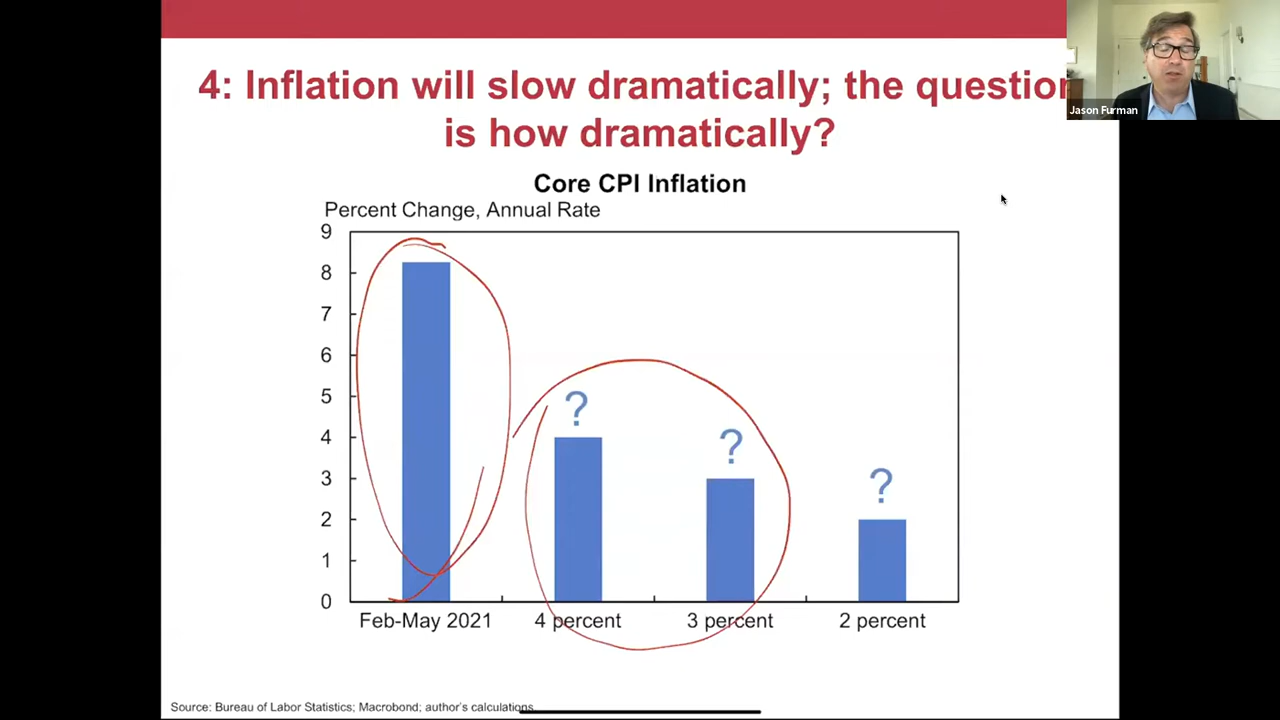 4: Inflation will slow dramatically; the question
is how dramatically?
Jason Furman
Core CPI Inflation
Percent Change, Annual Rate
9
8
7
6
5
4
3
2
1
0
?
?
?
Feb-May 2021 4 percent 3 percent 2 percent
Source: Bureau of Labor Statistics; Macrobond; author's calculations.